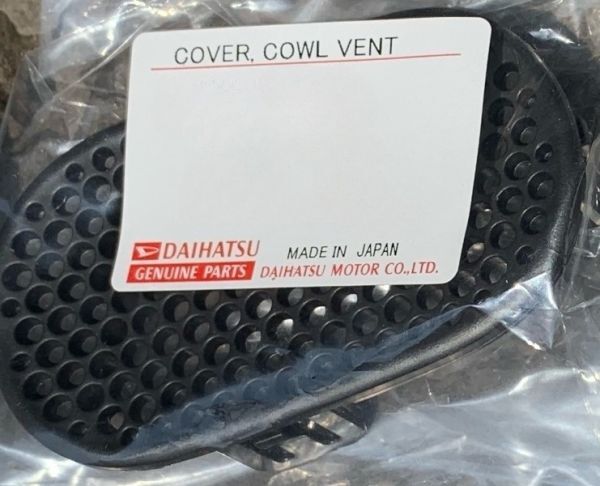 COVER, COWL VENT
DAIHATSU MADE IN JAPAN
GENUINE PARTS DAIHATSU MOTOR CO.,LTD.